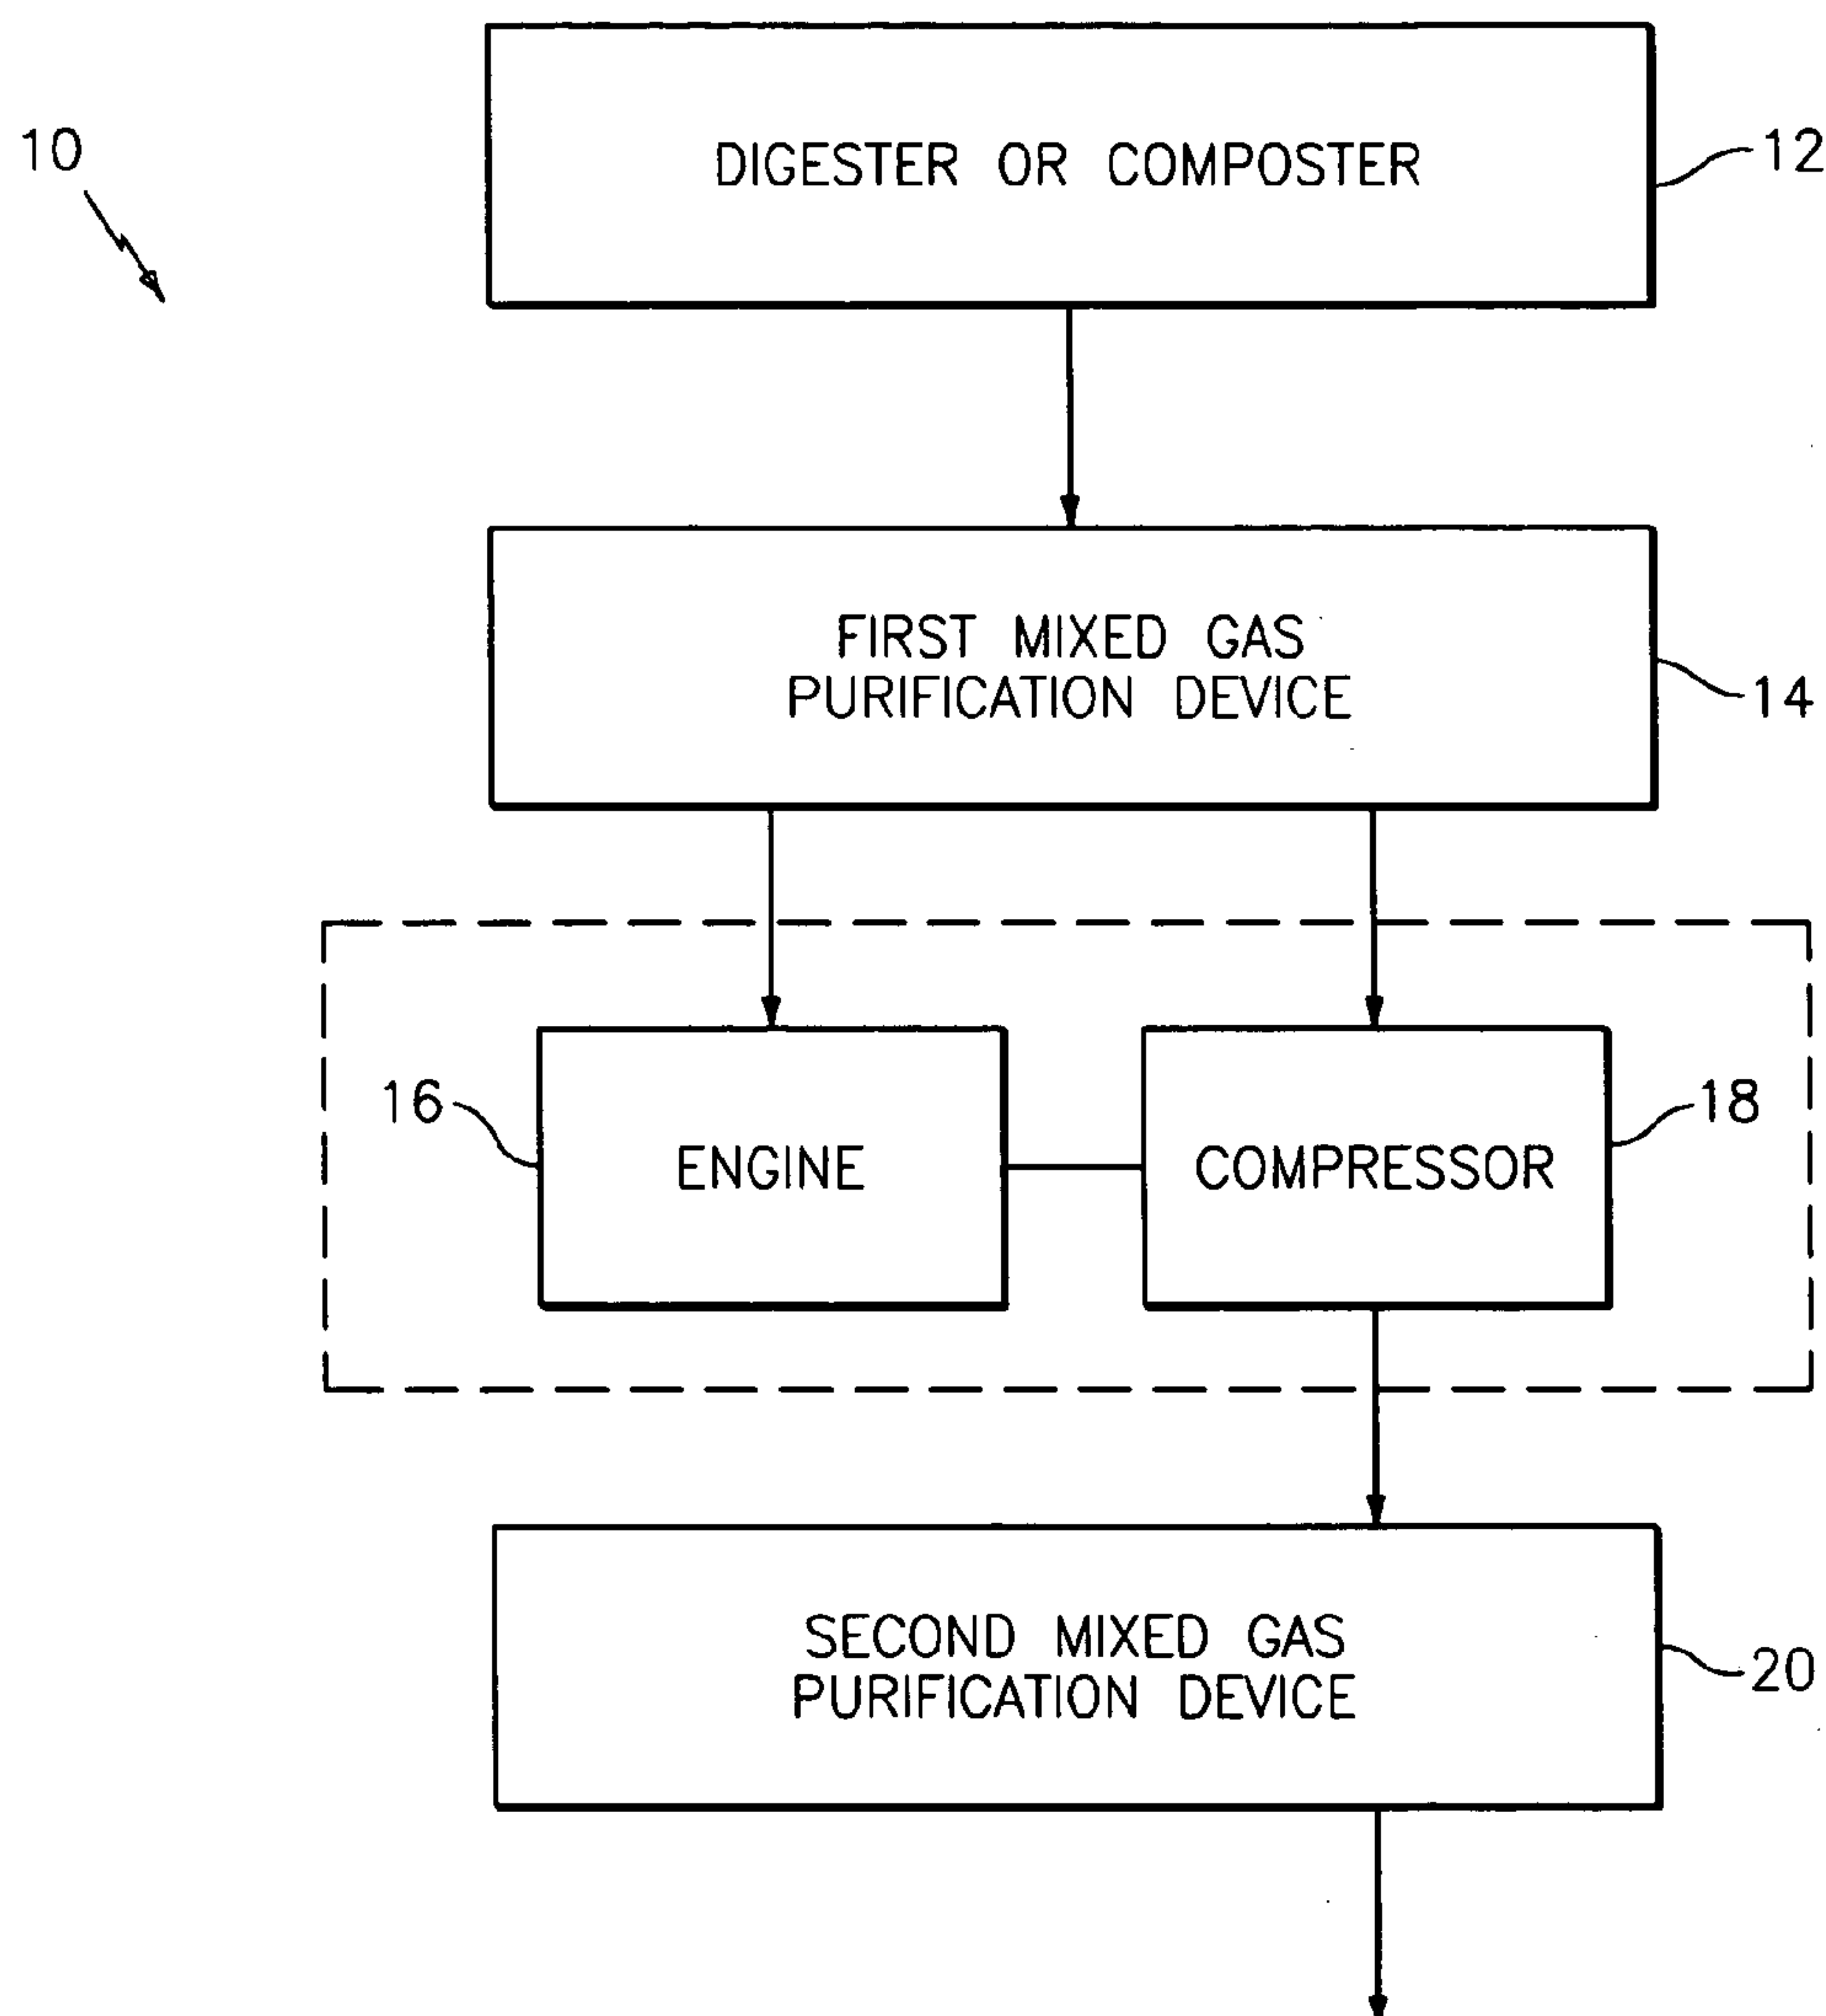 10
DIGESTER OR COMPOSTER
12
FIRST MIXED GAS
PURIFICATION DEVICE
14
16
ENGINE
COMPRESSOR
18
SECOND MIXED GAS
PURIFICATION DEVICE
20